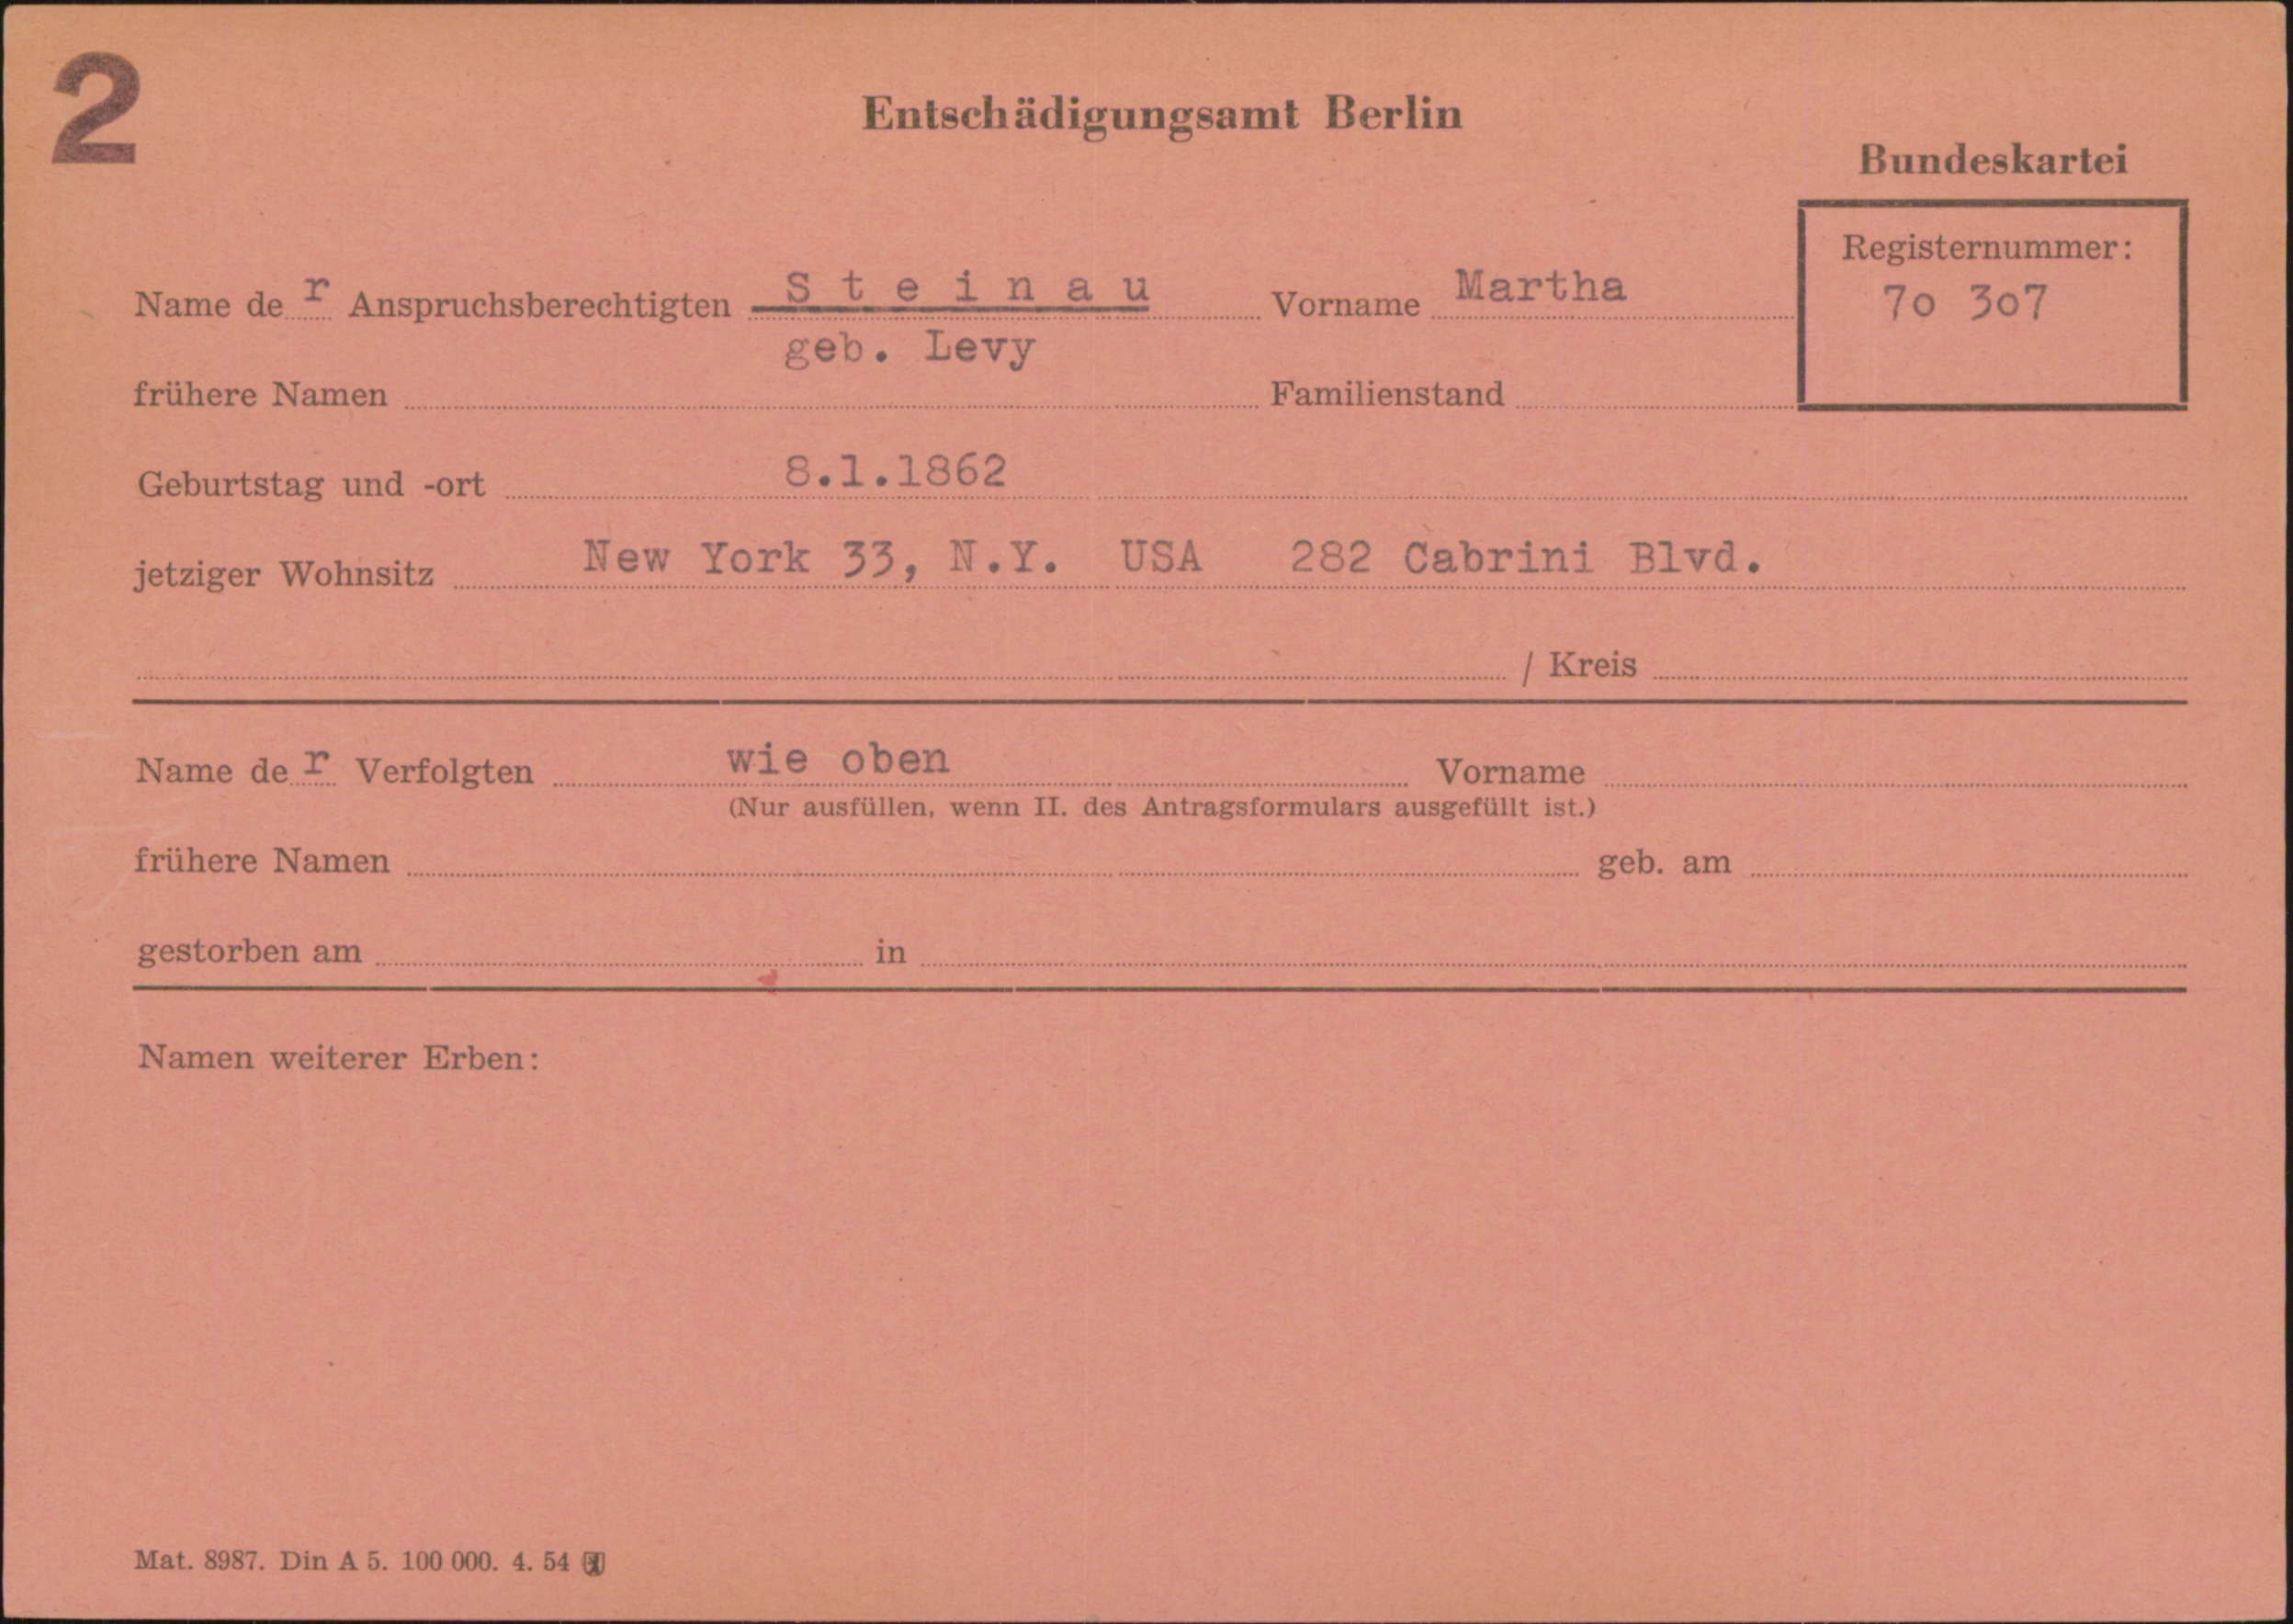 2
Entschädigungsamt Berlin
Bundeskartei
Registernummer:
70 307
Name der Anspruchsberechtigten Steinau Vorname Martha
geb. Levy
frühere Namen Familienstand
Geburtstag und -ort 8.1.1862
jetziger Wohnsitz New York 33, N.Y. USA 282 Cabrini Blvd.
/ Kreis
Name der Verfolgten wie oben Vorname
(Nur ausfüllen, wenn II. des Antragsformulars ausgefüllt ist.)
frühere Namen geb. am
gestorben am in
Namen weiterer Erben:
Mat. 8987. Din A 5. 100 000. 4. 54